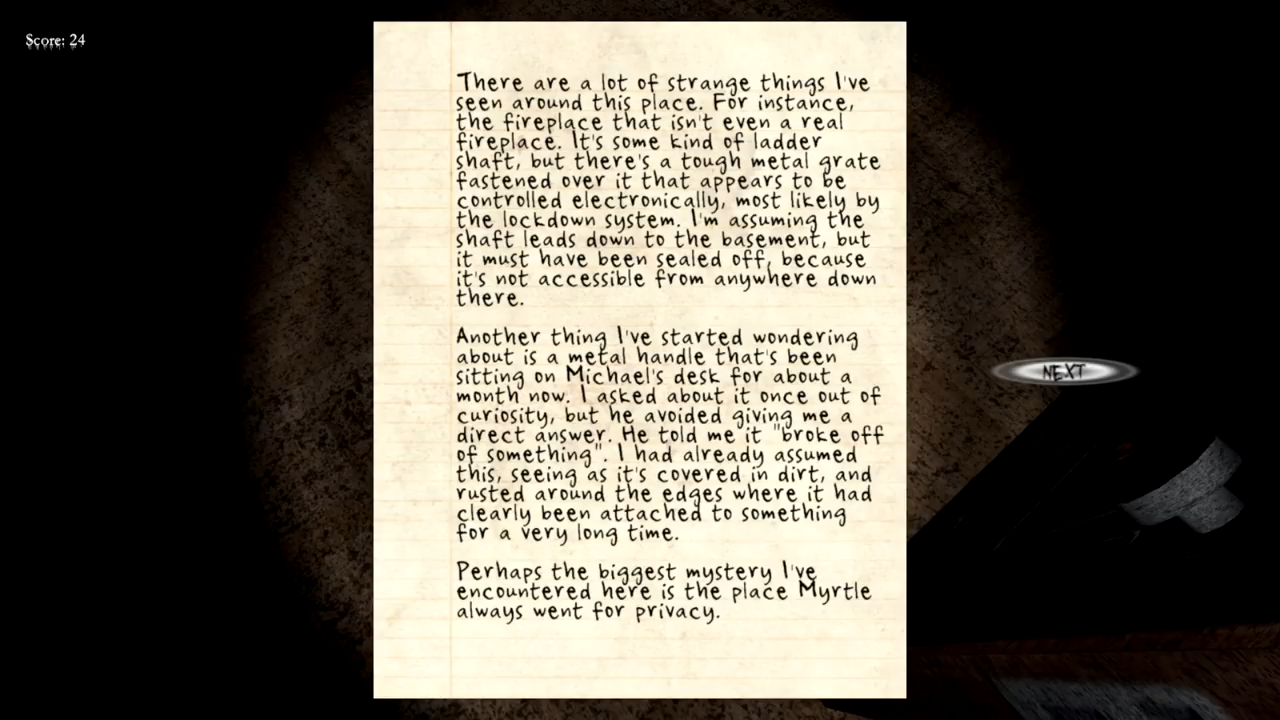 Score: 24
There are a lot of strange things I've
seen around this place. For instance,
the fireplace that isn't even a real
fireplace. It's some kind of ladder
shaft, but there's a tough metal grate
fastened over it that appears to be
controlled electronically, most likely by
the lockdown system. I'm assuming the
shaft leads down to the basement, but
it must have been sealed off, because
it's not accessible from anywhere down
there.
Another thing I've started wondering
about is a metal handle that's been
sitting on Michael's desk for about a
month now. I asked about it once out of
curiosity, but he avoided giving me a
direct answer. He told me it "broke off
of something". I had already assumed
this, seeing as it's covered in dirt, and
rusted around the edges where it had
clearly been attached to something
for a very long time.
Perhaps the biggest mystery I've
encountered here is the place Myrtle
always went for privacy.
NEXT